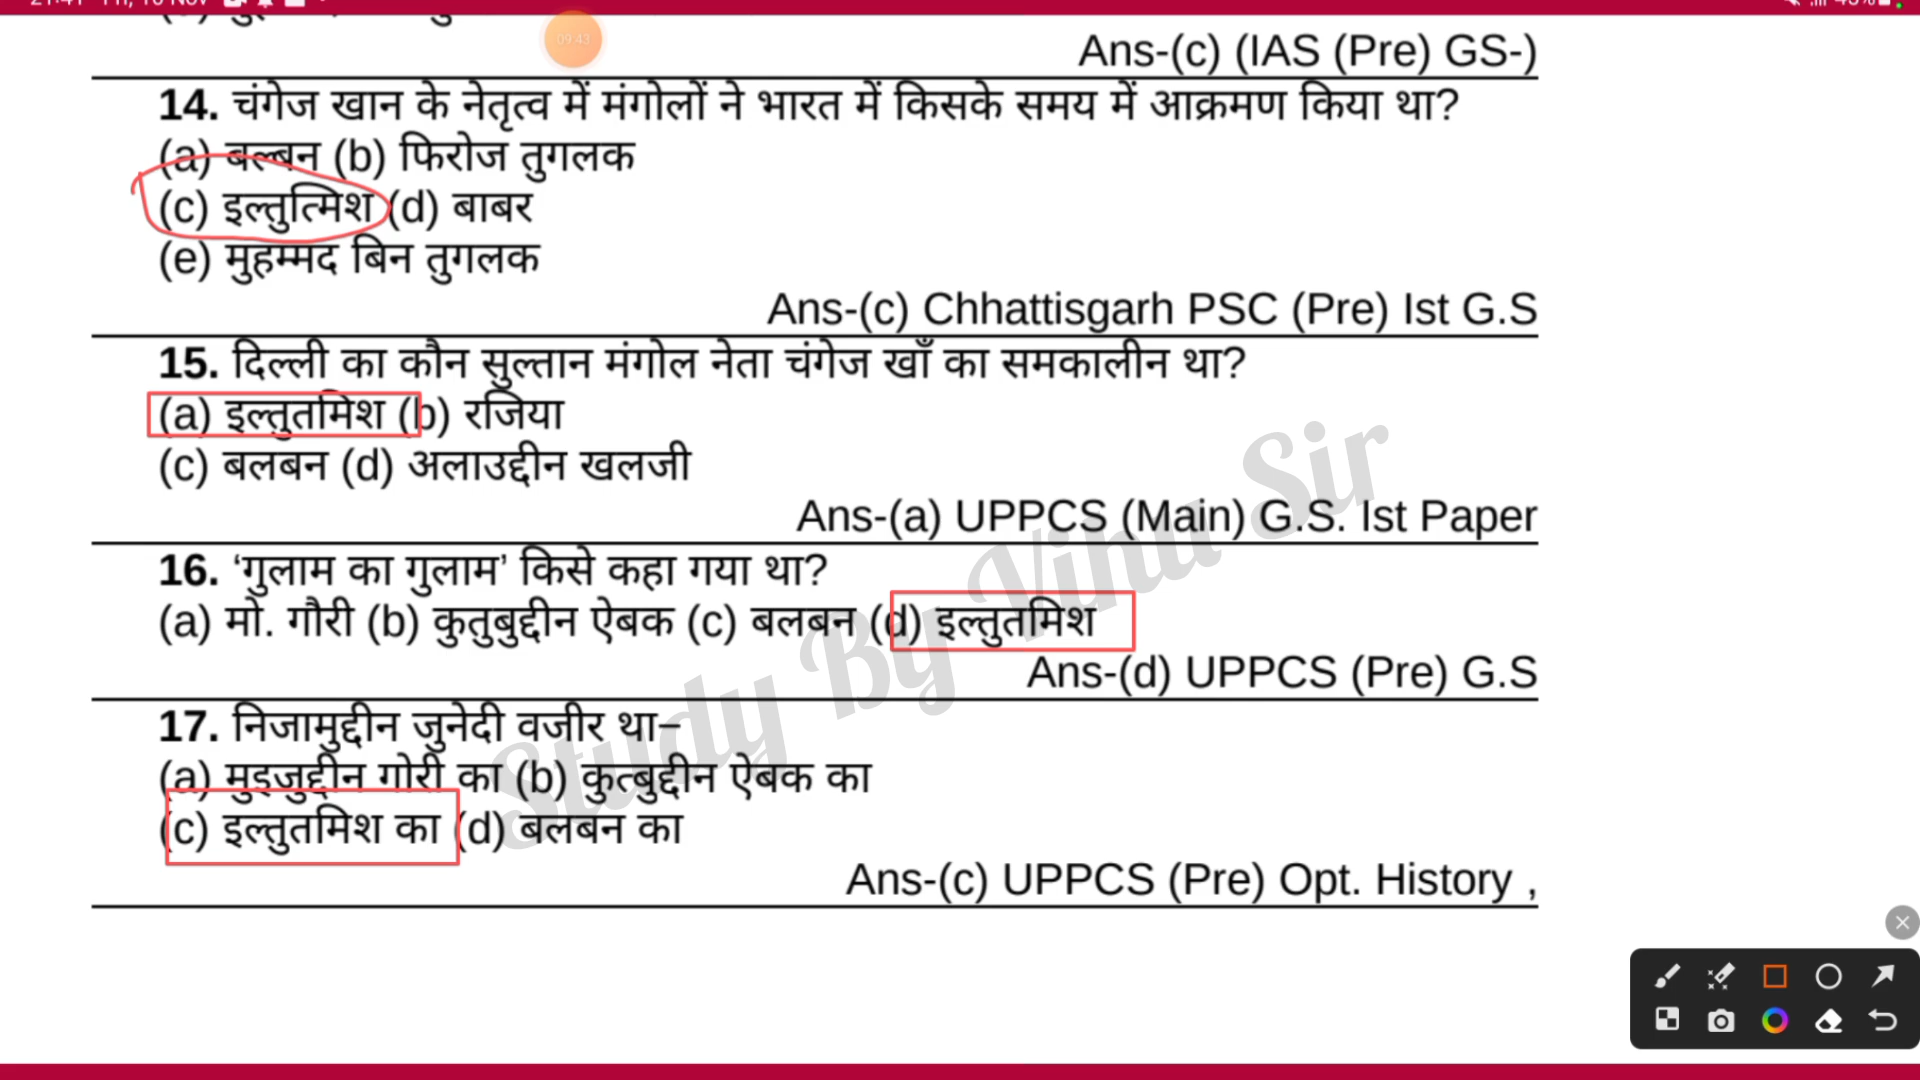 09:43
Ans-(c) (IAS (Pre) GS-)
14. चंगेज खान के नेतृत्व में मंगोलों ने भारत में किसके समय में आक्रमण किया था?
(a) बल्बन (b) फिरोज तुगलक
(c) इल्तुत्मिश (d) बाबर
(e) मुहम्मद बिन तुगलक
Ans-(c) Chhattisgarh PSC (Pre) Ist G.S
15. दिल्ली का कौन सुल्तान मंगोल नेता चंगेज खाँ का समकालीन था?
(a) इल्तुतमिश (b) रजिया
(c) बलबन (d) अलाउद्दीन खलजी
Ans-(a) UPPCS (Main) G.S. Ist Paper
16. ‘गुलाम का गुलाम’ किसे कहा गया था?
(a) मो. गौरी (b) कुतुबुद्दीन ऐबक (c) बलबन (d) इल्तुतमिश
Ans-(d) UPPCS (Pre) G.S
17. निजामुद्दीन जुनेदी वजीर था–
(a) मुइजुद्दीन गोरी का (b) कुत्बुद्दीन ऐबक का
(c) इल्तुतमिश का (d) बलबन का
Ans-(c) UPPCS (Pre) Opt. History ,
Study By Vihu Sir